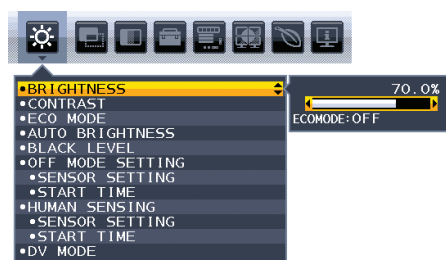 •BRIGHTNESS
70.0%
•CONTRAST
•ECO MODE
ECOMODE:OFF
•AUTO BRIGHTNESS
•BLACK LEVEL
•OFF MODE SETTING
•SENSOR SETTING
•START TIME
•HUMAN SENSING
•SENSOR SETTING
•START TIME
•DV MODE